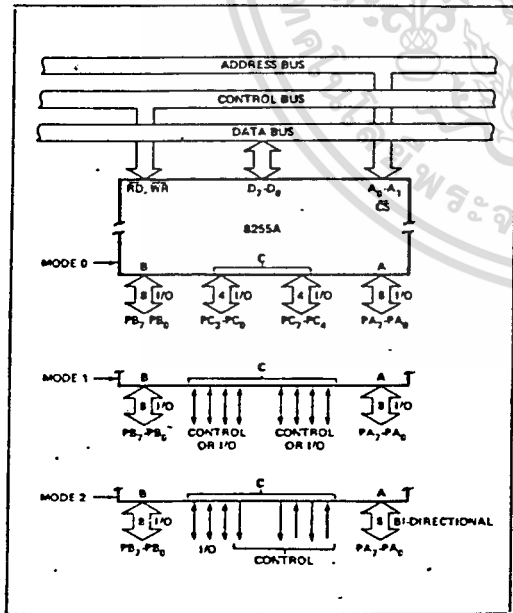 ADDRESS BUS
CONTROL BUS
DATA BUS
RD, WR D7-D0 A0-A1
CS
8255A
MODE 0
B C A
8 I/O 4 I/O 4 I/O 8 I/O
PB7 PB0 PC3-PC0 PC7-PC4 PA7-PA0
MODE 1
B C A
8 I/O 8 I/O
PB7-PB0 CONTROL OR I/O CONTROL OR I/O PA7-PA0
MODE 2
B C A
8 I/O 8 BI-DIRECTIONAL
PB7-PB0 I/O CONTROL PA7-PA0